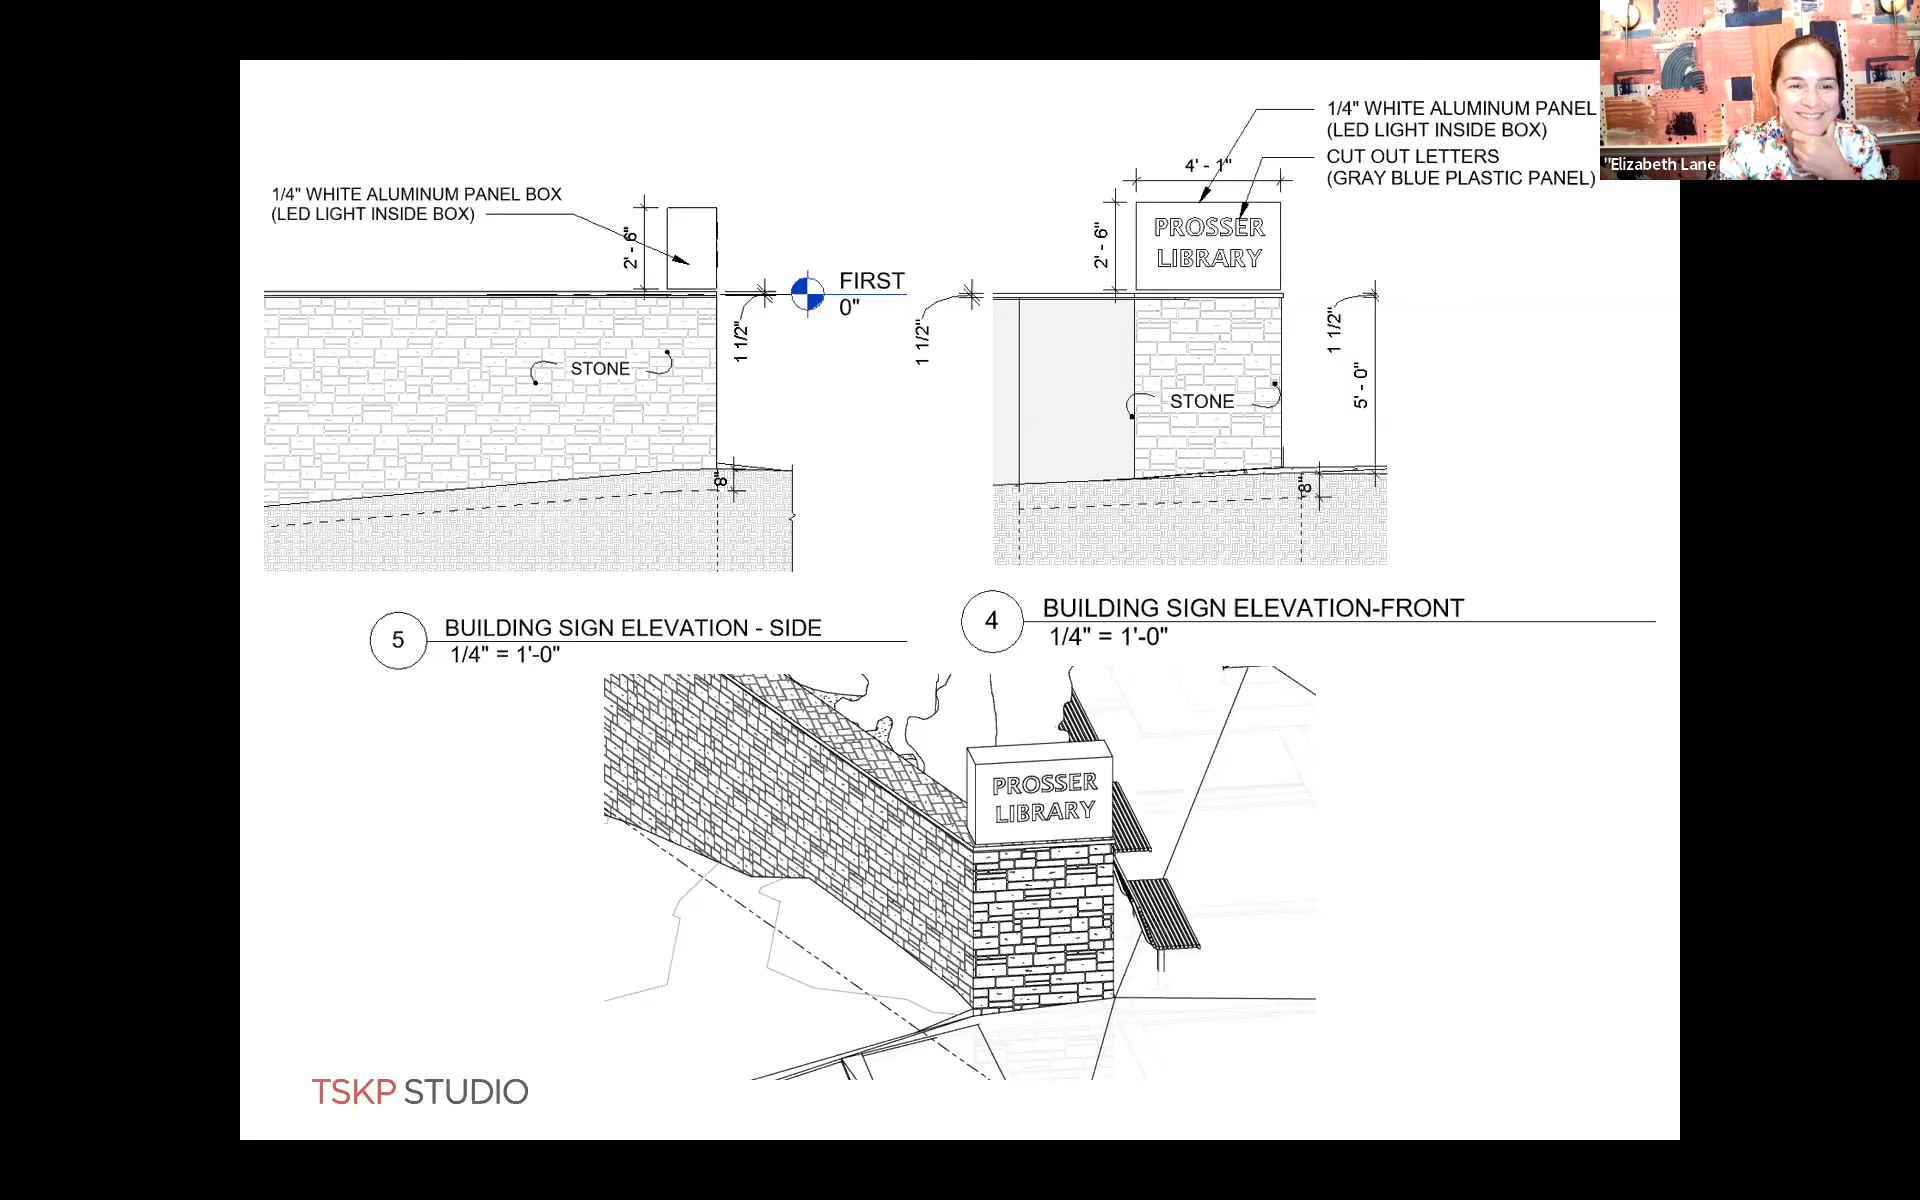 1/4" WHITE ALUMINUM PANEL
(LED LIGHT INSIDE BOX)
CUT OUT LETTERS
(GRAY BLUE PLASTIC PANEL)
"Elizabeth Lane
4' - 1"
1/4" WHITE ALUMINUM PANEL BOX
(LED LIGHT INSIDE BOX)
2' - 6"
2' - 6"
PROSSER
LIBRARY
FIRST
0"
1 1/2"
1 1/2"
1 1/2"
STONE
STONE
5' - 0"
8"
8"
5
BUILDING SIGN ELEVATION - SIDE
1/4" = 1'-0"
4
BUILDING SIGN ELEVATION-FRONT
1/4" = 1'-0"
PROSSER
LIBRARY
TSKP STUDIO